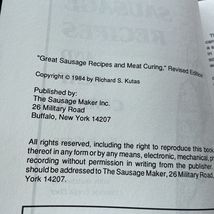 "Great Sausage Recipes and Meat Curing," Revised Edition
Copyright © 1984 by Richard S. Kutas
Published by:
The Sausage Maker Inc.
26 Military Road
Buffalo, New York 14207
All rights reserved, including the right to reproduce this book
thereof in any form or by any means, electronic, mechanical,
recording without permission in writing from the publisher.
should be addressed to The Sausage Maker, 26 Military Road,
York 14207.